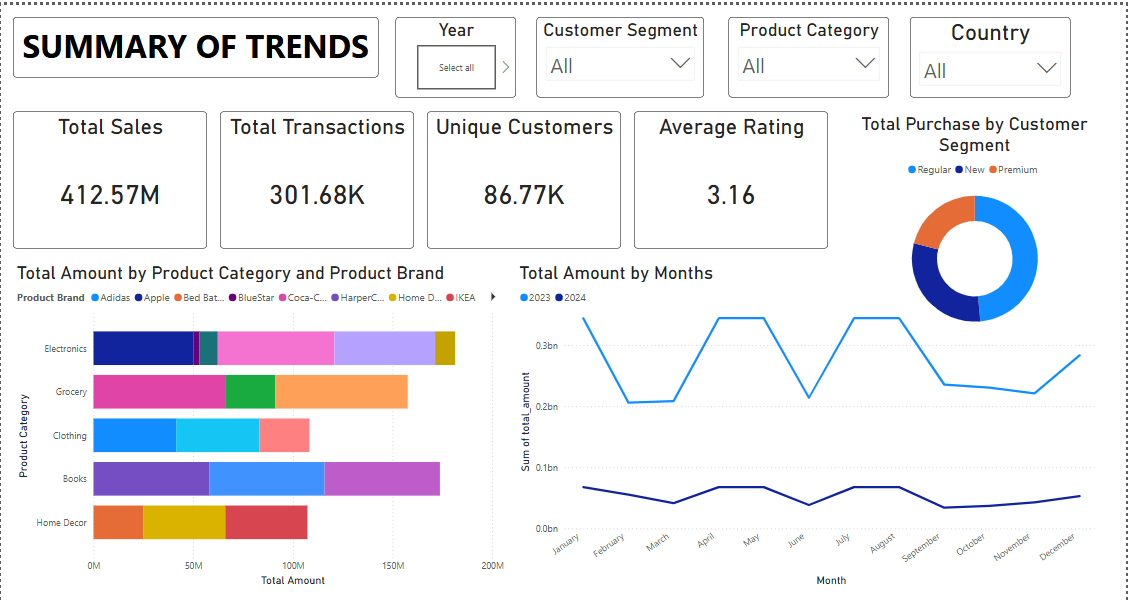 SUMMARY OF TRENDS
Year
Select all
Customer Segment
All
Product Category
All
Country
All
Total Sales
412.57M
Total Transactions
301.68K
Unique Customers
86.77K
Average Rating
3.16
Total Purchase by Customer
Segment
Regular New Premium
Total Amount by Product Category and Product Brand
Product Brand Adidas Apple Bed Bat... BlueStar Coca-C... HarperC... Home D... IKEA
Product Category
Electronics
Grocery
Clothing
Books
Home Decor
0M 50M 100M 150M 200M
Total Amount
Total Amount by Months
2023 2024
Sum of total_amount
0.3bn
0.2bn
0.1bn
0.0bn
January February March April May June July August September October November December
Month